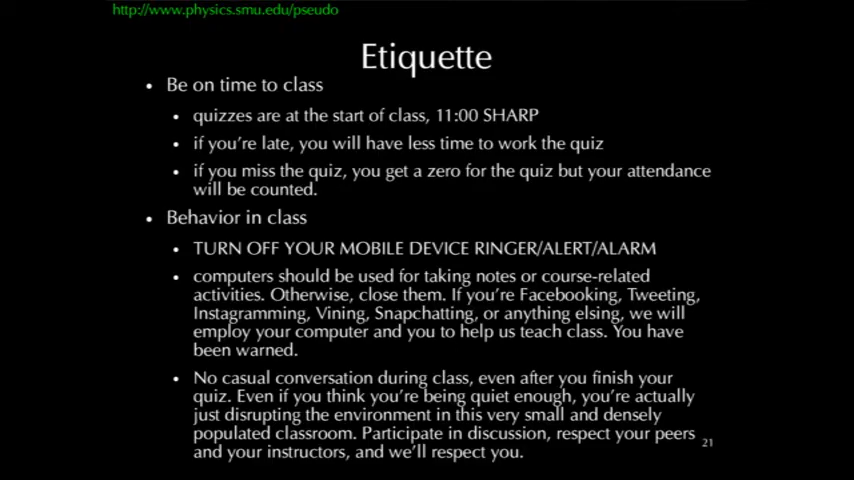 http://www.physics.smu.edu/pseudo
Etiquette
• Be on time to class
• quizzes are at the start of class, 11:00 SHARP
• if you're late, you will have less time to work the quiz
• if you miss the quiz, you get a zero for the quiz but your attendance
will be counted.
• Behavior in class
• TURN OFF YOUR MOBILE DEVICE RINGER/ALERT/ALARM
• computers should be used for taking notes or course-related
activities. Otherwise, close them. If you're Facebooking, Tweeting,
Instagramming, Vining, Snapchatting, or anything elsing, we will
employ your computer and you to help us teach class. You have
been warned.
• No casual conversation during class, even after you finish your
quiz. Even if you think you're being quiet enough, you're actually
just disrupting the environment in this very small and densely
populated classroom. Participate in discussion, respect your peers
and your instructors, and we'll respect you.
21